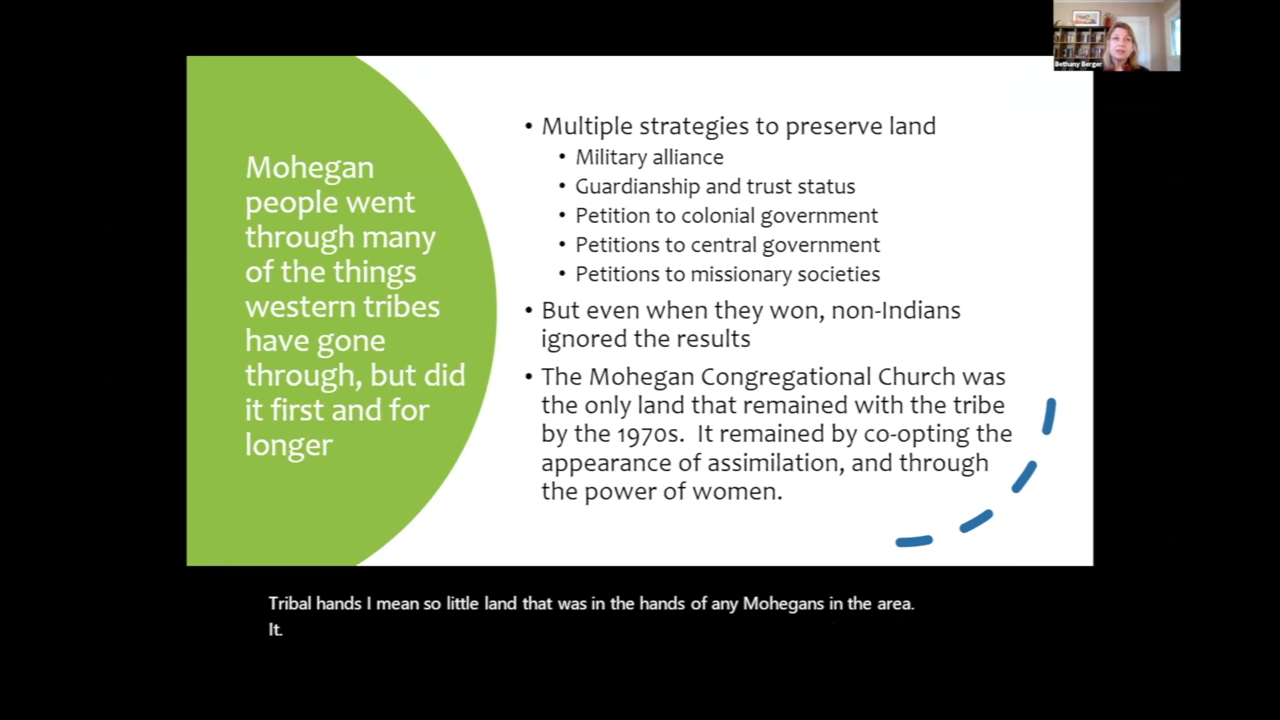 Bethany Berger
Mohegan
people went
through many
of the things
western tribes
have gone
through, but did
it first and for
longer
• Multiple strategies to preserve land
• Military alliance
• Guardianship and trust status
• Petition to colonial government
• Petitions to central government
• Petitions to missionary societies
• But even when they won, non-Indians
ignored the results
• The Mohegan Congregational Church was
the only land that remained with the tribe
by the 1970s.  It remained by co-opting the
appearance of assimilation, and through
the power of women.
Tribal hands I mean so little land that was in the hands of any Mohegans in the area.
It.